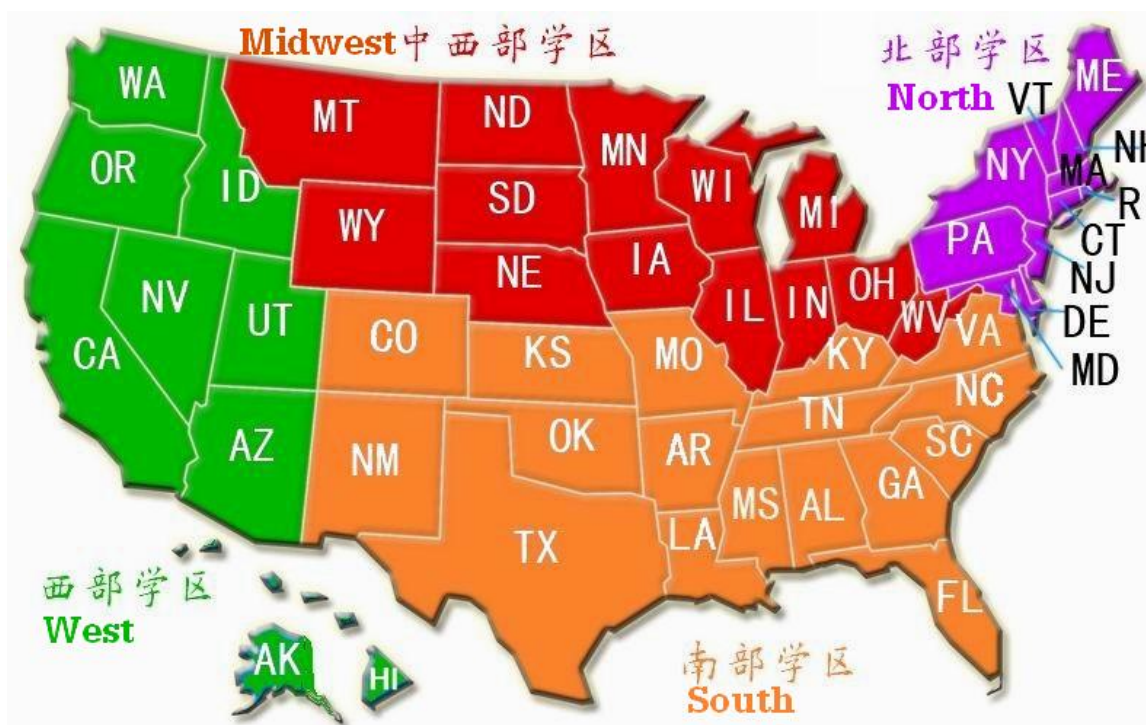 Midwest中西部学区
北部学区
North
WA
MT
ND
MN
VT
ME
OR
ID
SD
WI
MI
NY
NH
MA
R
WY
IA
PA
CT
NE
NJ
NV
UT
CO
KS
MO
IL
IN
OH
WV
VA
DE
CA
KY
MD
AZ
NM
OK
AR
TN
NC
SC
MS
AL
GA
TX
LA
FL
西部学区
West
AK
HI
南部学区
South